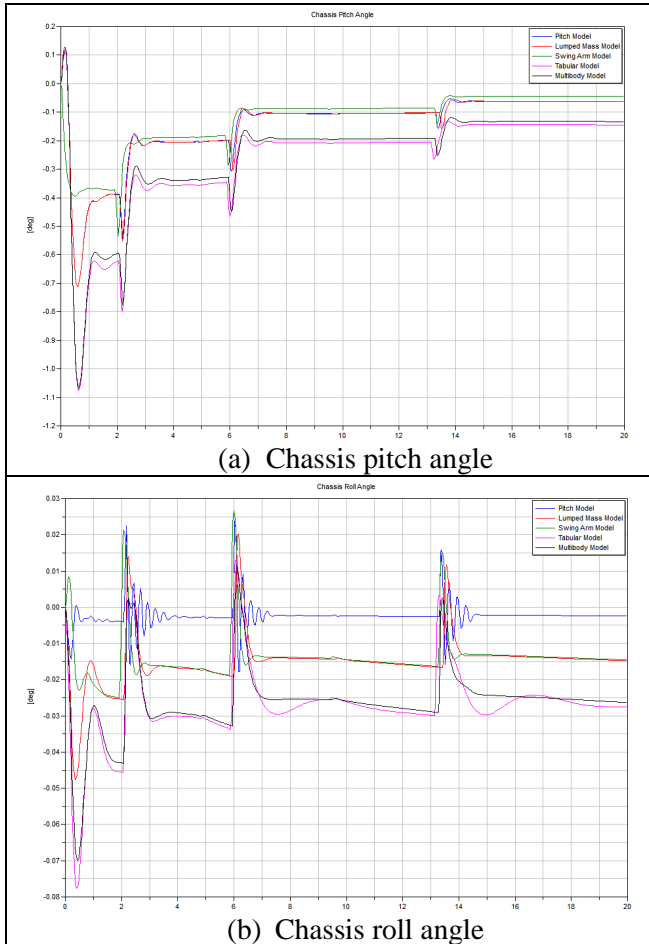 Chassis Pitch Angle
Pitch Model
Lumped Mass Model
Swing Arm Model
Tabular Model
Multibody Model
0.2
0.1
0.0
-0.1
-0.2
-0.3
-0.4
-0.5
[deg]
-0.6
-0.7
-0.8
-0.9
-1.0
-1.1
-1.2
0 2 4 6 8 10 12 14 16 18 20
(a) Chassis pitch angle
Chassis Roll Angle
Pitch Model
Lumped Mass Model
Swing Arm Model
Tabular Model
Multibody Model
0.03
0.02
0.01
0.00
-0.01
-0.02
[deg]
-0.03
-0.04
-0.05
-0.06
-0.07
-0.08
0 2 4 6 8 10 12 14 16 18 20
(b) Chassis roll angle